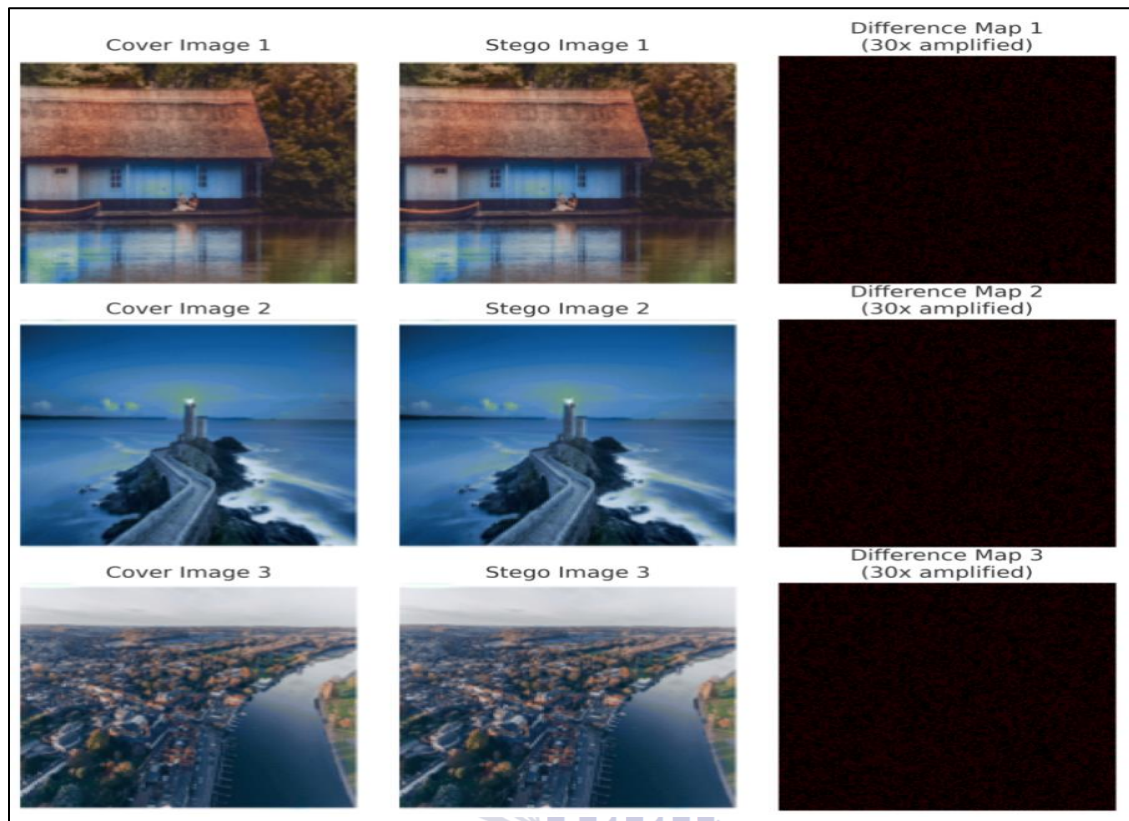 Cover Image 1
Stego Image 1
Difference Map 1
(30x amplified)
Cover Image 2
Stego Image 2
Difference Map 2
(30x amplified)
Cover Image 3
Stego Image 3
Difference Map 3
(30x amplified)